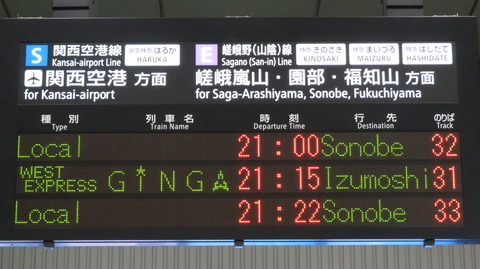 S 関西空港線 関空特急 はるか E 嵯峨野(山陰)線 特急 きのさき 特急 まいづる 特急 はしだて
Kansai-airport Line HARUKA Sagano (San-in) Line KINOSAKI MAIZURU HASHIDATE
関西空港 方面 嵯峨嵐山・園部・福知山 方面
for Kansai-airport for Saga-Arashiyama, Sonobe, Fukuchiyama
種別 列車名 時刻 行先 のりば
Type Train Name Departure Time Destination Track
Local 21:00 Sonobe 32
WEST EXPRESS GiNGA 21:15 Izumoshi 31
Local 21:22 Sonobe 33